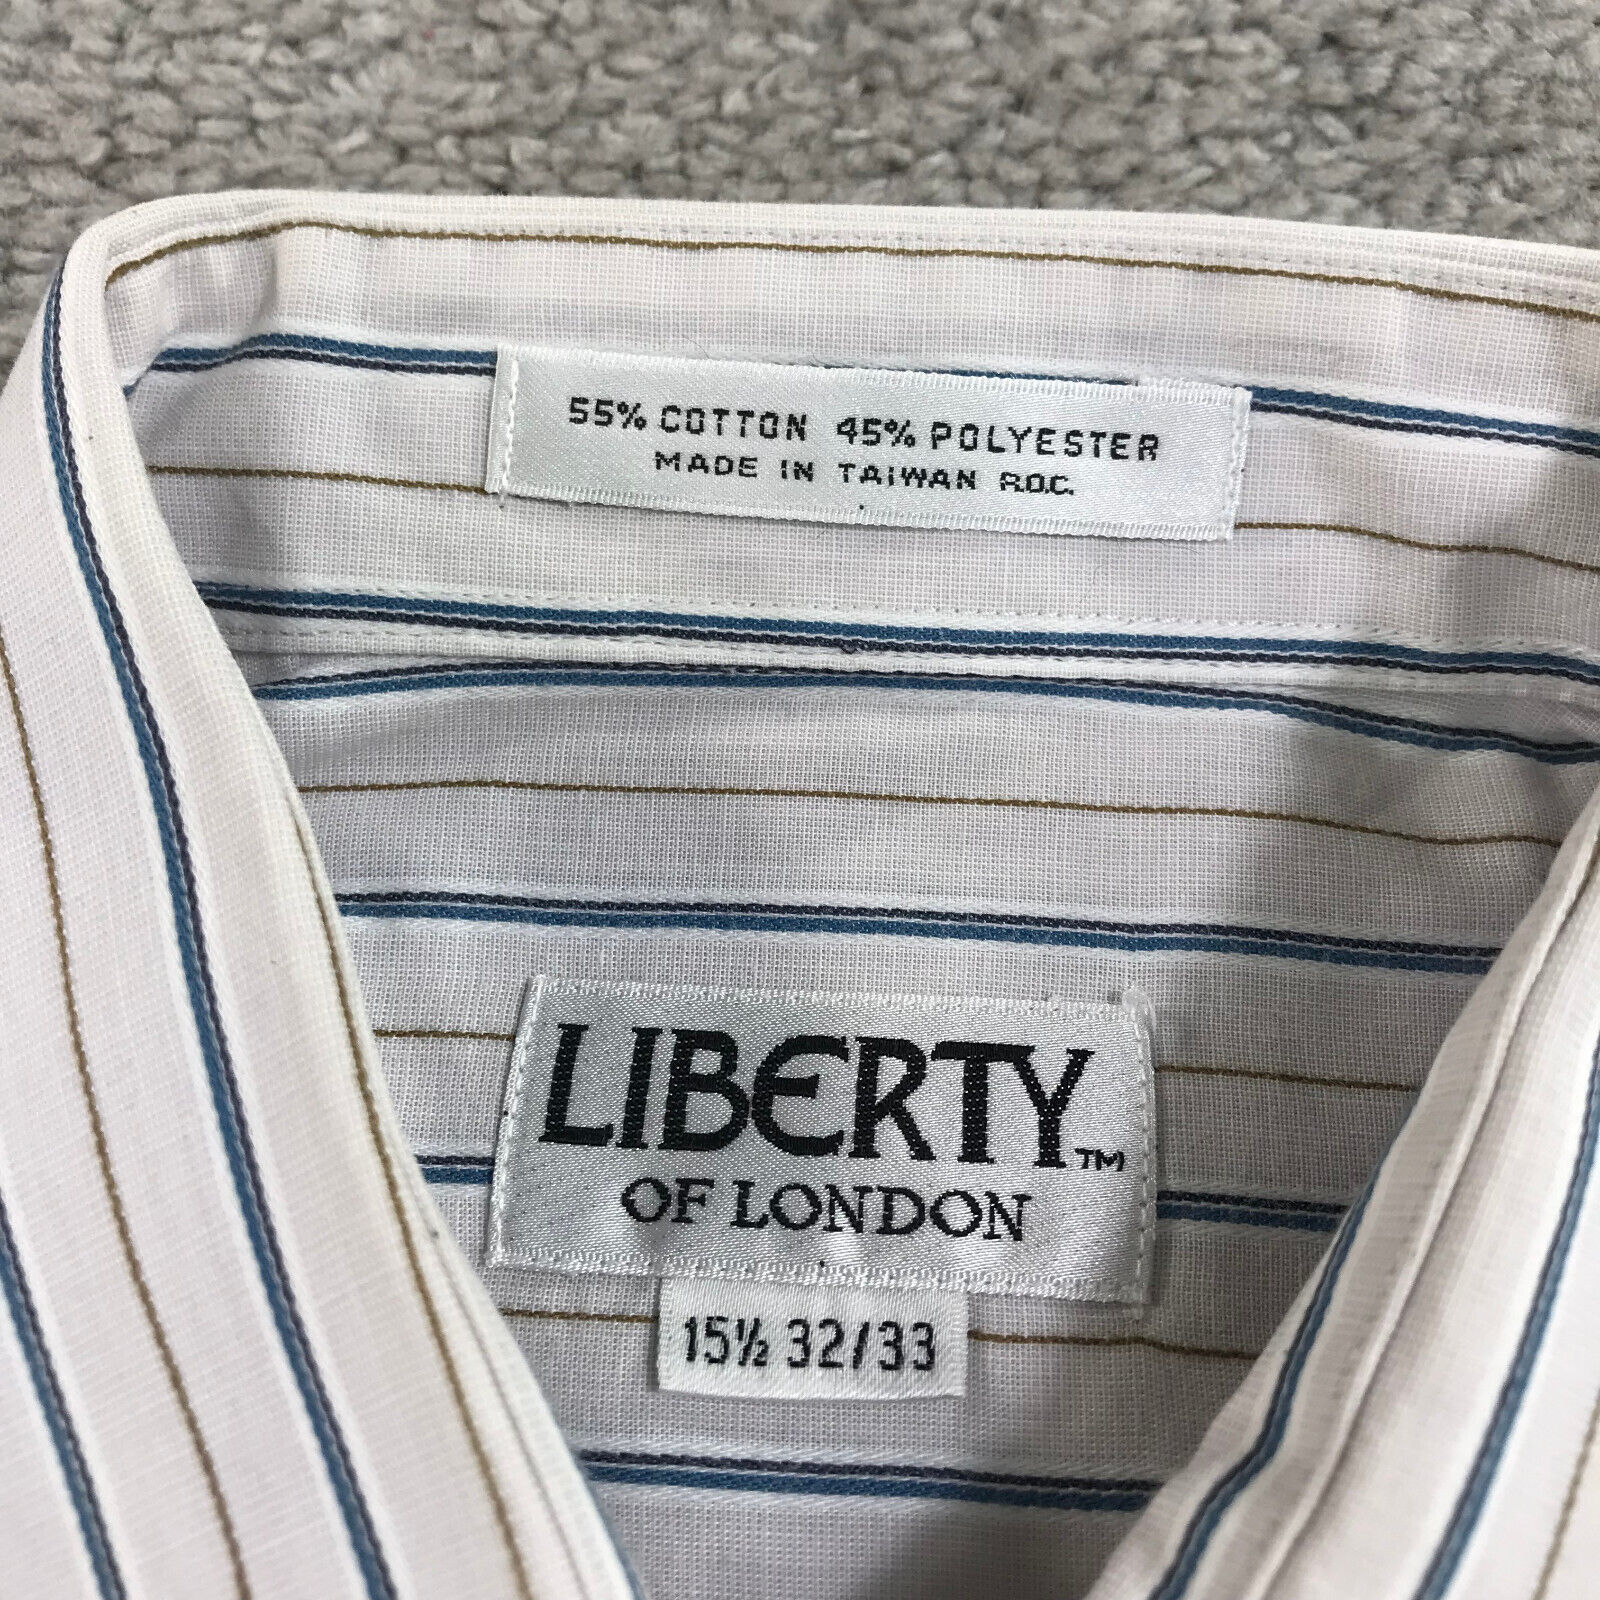 55% COTTON 45% POLYESTER
MADE IN TAIWAN R.O.C.
LIBERTY™
OF LONDON
15½ 32/33